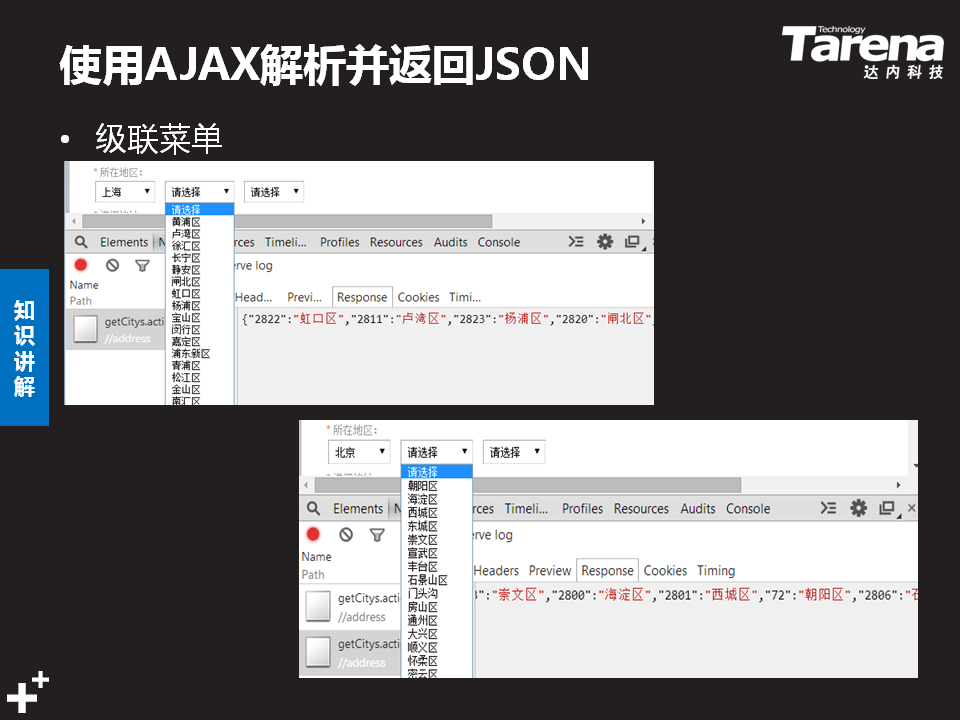 使用AJAX解析并返回JSON
Technology
Tarena
达内科技
• 级联菜单
知识讲解
*所在地区:
上海 请选择 请选择
请选择
黄浦区
卢湾区
徐汇区
长宁区
静安区
闸北区
虹口区
杨浦区
宝山区
闵行区
嘉定区
浦东新区
青浦区
松江区
金山区
南汇区
Elements N rces Timeli... Profiles Resources Audits Console
erve log
Name
Path
Head... Previ... Response Cookies Timi...
getCitys.acti
//address
{"2822":"虹口区","2811":"卢湾区","2823":"杨浦区","2820":"闸北区",
*所在地区:
北京 请选择 请选择
请选择
朝阳区
海淀区
西城区
东城区
崇文区
宣武区
丰台区
石景山区
门头沟
房山区
通州区
大兴区
顺义区
怀柔区
密云区
Elements N rces Timeli... Profiles Resources Audits Console
erve log
Name
Path
Headers Preview Response Cookies Timing
getCitys.acti
//address
getCitys.acti
//address
3":"崇文区","2800":"海淀区","2801":"西城区","72":"朝阳区","2806":"石